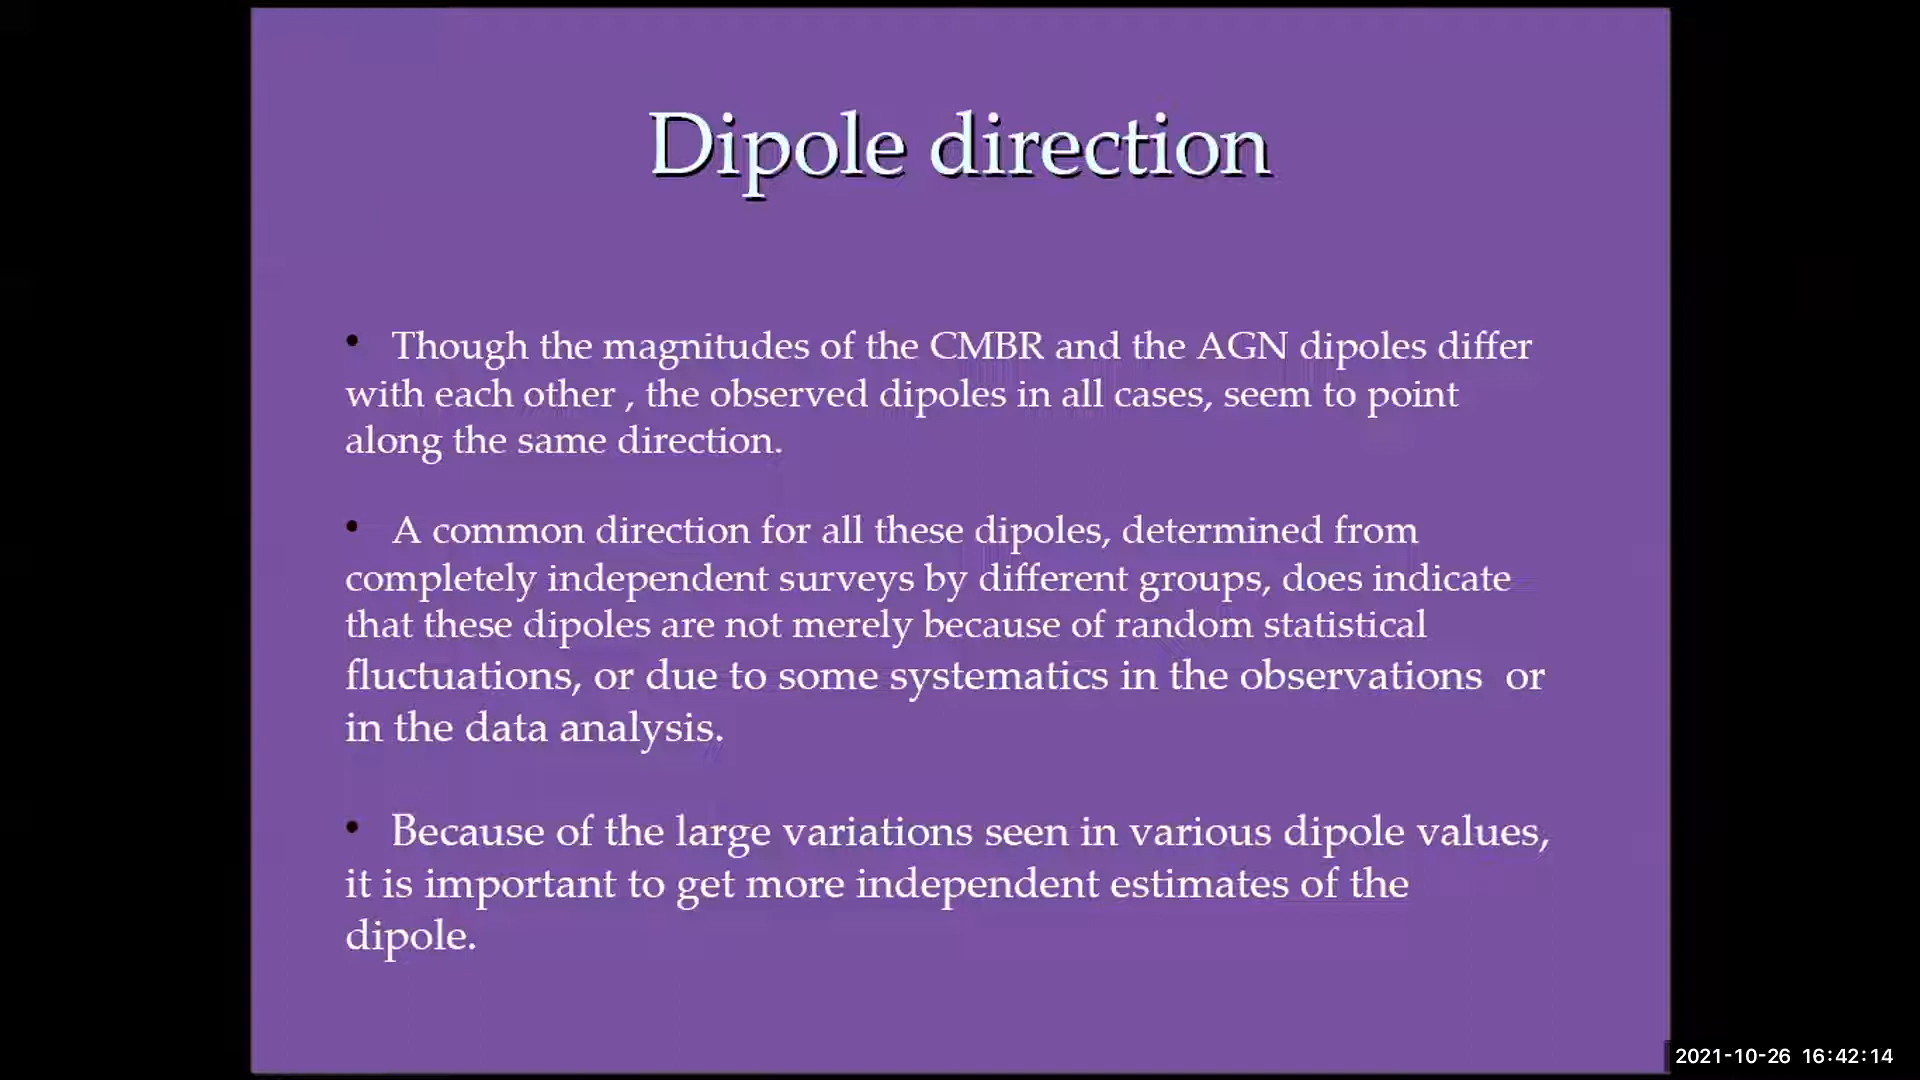 Dipole direction
• Though the magnitudes of the CMBR and the AGN dipoles differ
with each other , the observed dipoles in all cases, seem to point
along the same direction.
• A common direction for all these dipoles, determined from
completely independent surveys by different groups, does indicate
that these dipoles are not merely because of random statistical
fluctuations, or due to some systematics in the observations  or
in the data analysis.
• Because of the large variations seen in various dipole values,
it is important to get more independent estimates of the
dipole.
2021-10-26 16:42:14